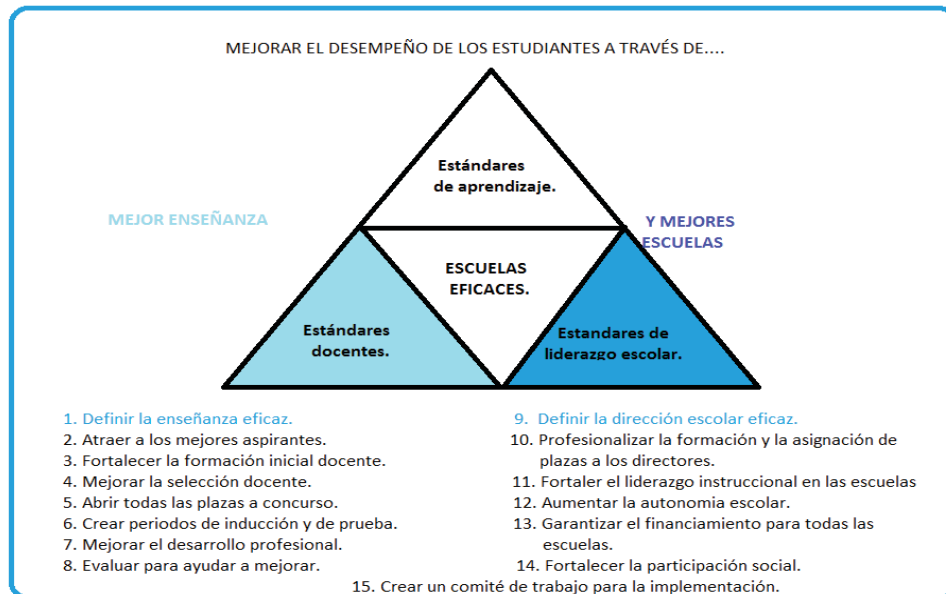 MEJORAR EL DESEMPEÑO DE LOS ESTUDIANTES A TRAVÉS DE....
Estándares
de aprendizaje.
MEJOR ENSEÑANZA
Y MEJORES
ESCUELAS
ESCUELAS
EFICACES.
Estándares
docentes.
Estandares de
liderazgo escolar.
1. Definir la enseñanza eficaz.
2. Atraer a los mejores aspirantes.
3. Fortalecer la formación inicial docente.
4. Mejorar la selección docente.
5. Abrir todas las plazas a concurso.
6. Crear periodos de inducción y de prueba.
7. Mejorar el desarrollo profesional.
8. Evaluar para ayudar a mejorar.
9. Definir la dirección escolar eficaz.
10. Profesionalizar la formación y la asignación de
plazas a los directores.
11. Fortaler el liderazgo instruccional en las escuelas
12. Aumentar la autonomia escolar.
13. Garantizar el financiamiento para todas las
escuelas.
14. Fortalecer la participación social.
15. Crear un comité de trabajo para la implementación.